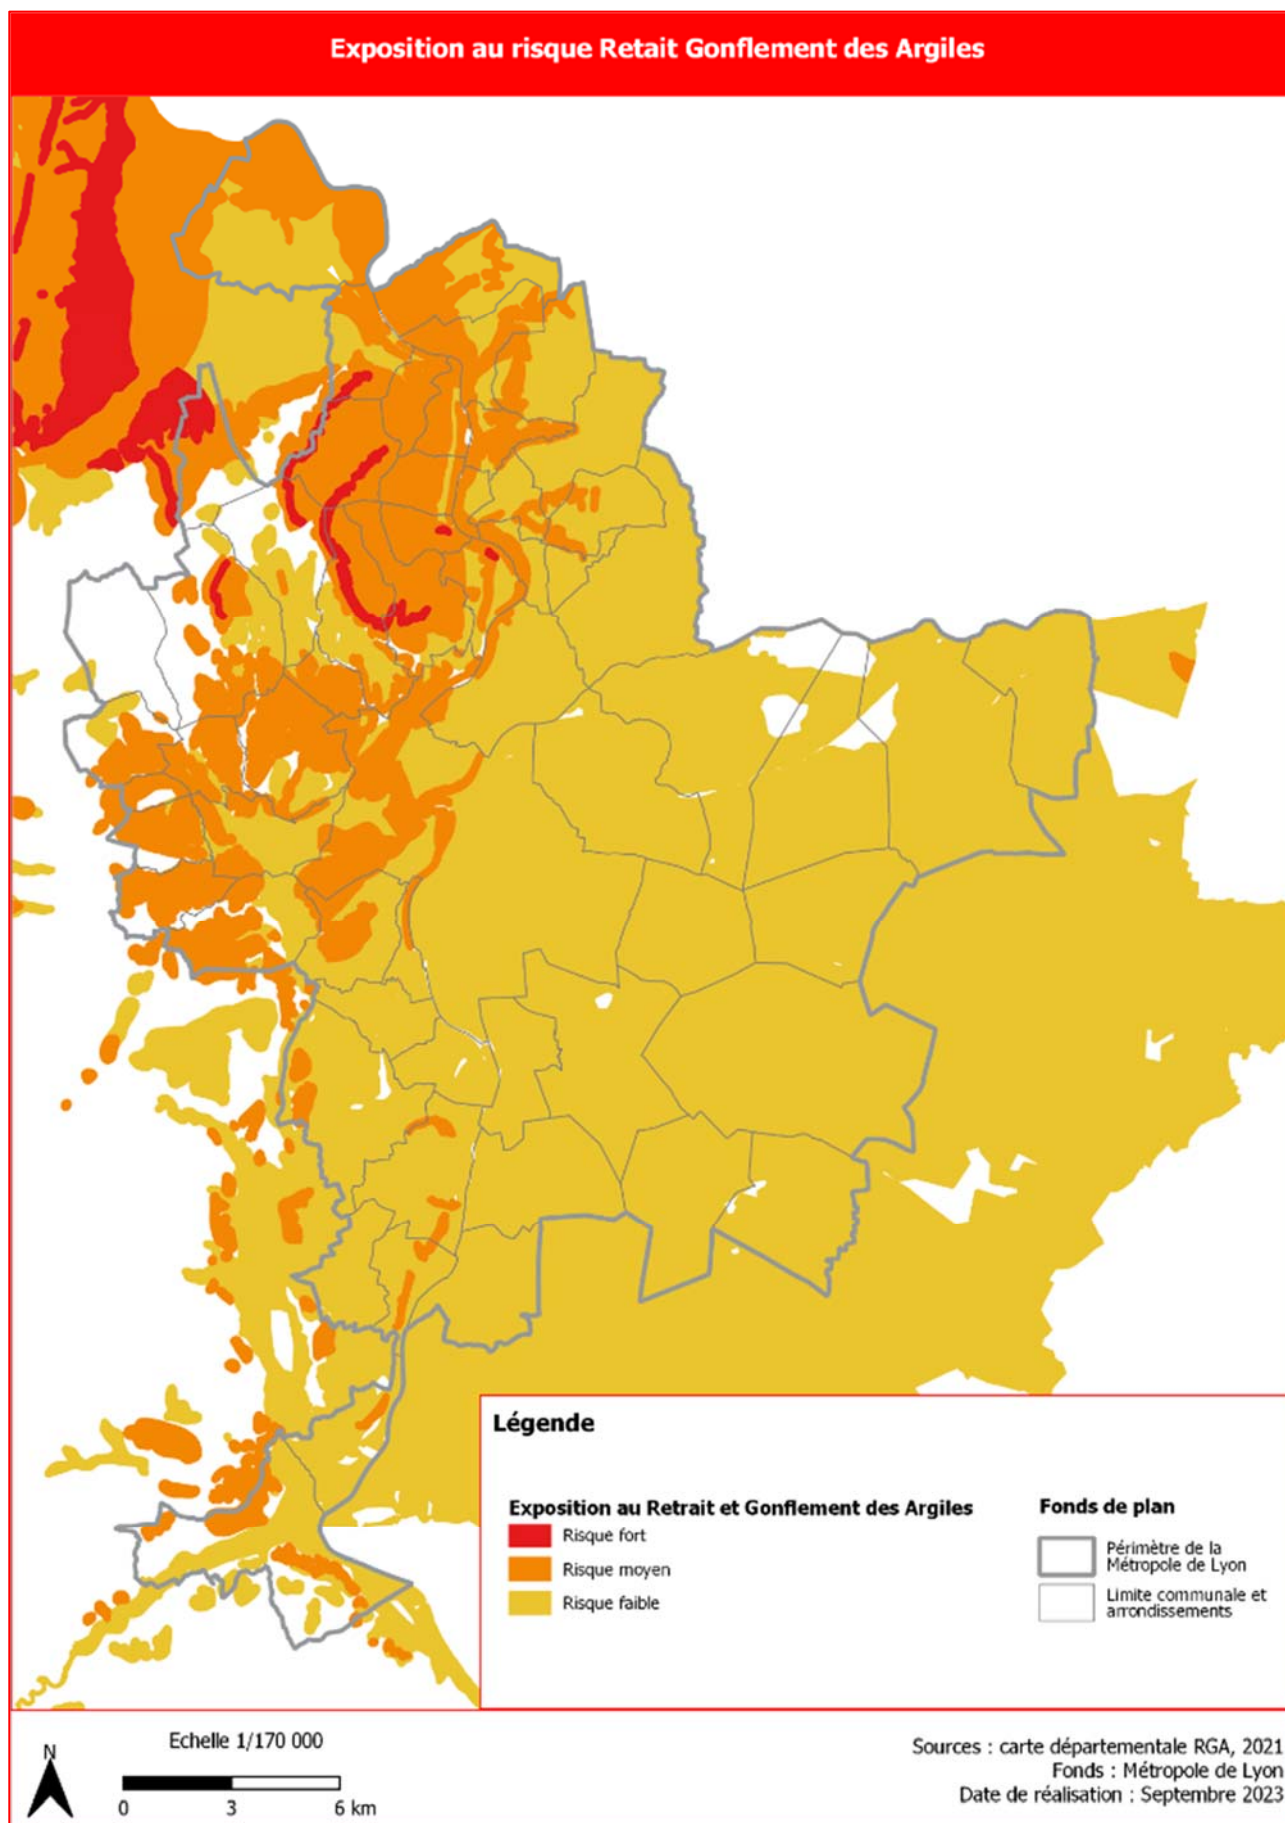 Exposition au risque Retait Gonflement des Argiles
Légende
Exposition au Retrait et Gonflement des Argiles
Risque fort
Risque moyen
Risque faible
Fonds de plan
Périmètre de la
Métropole de Lyon
Limite communale et
arrondissements
N
Echelle 1/170 000
0 3 6 km
Sources : carte départementale RGA, 2021
Fonds : Métropole de Lyon
Date de réalisation : Septembre 2023